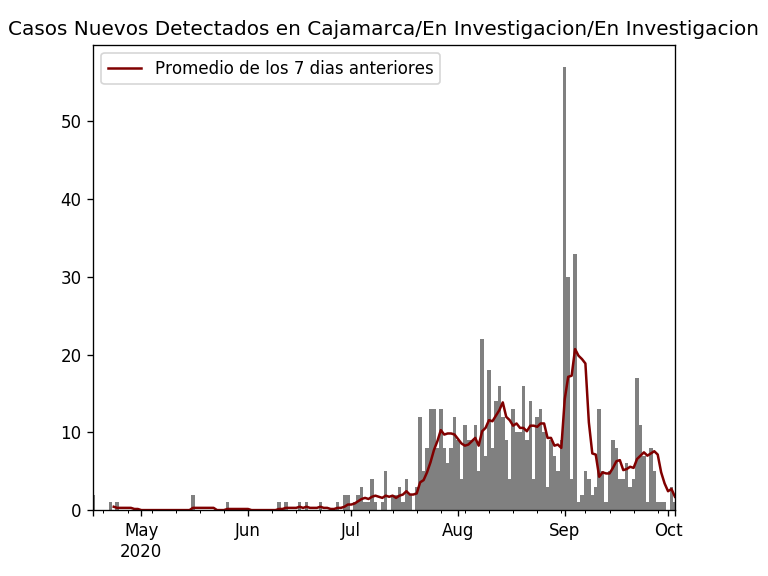 Casos Nuevos Detectados en Cajamarca/En Investigacion/En Investigacion
Promedio de los 7 dias anteriores
50
40
30
20
10
0
May Jun Jul Aug Sep Oct
2020